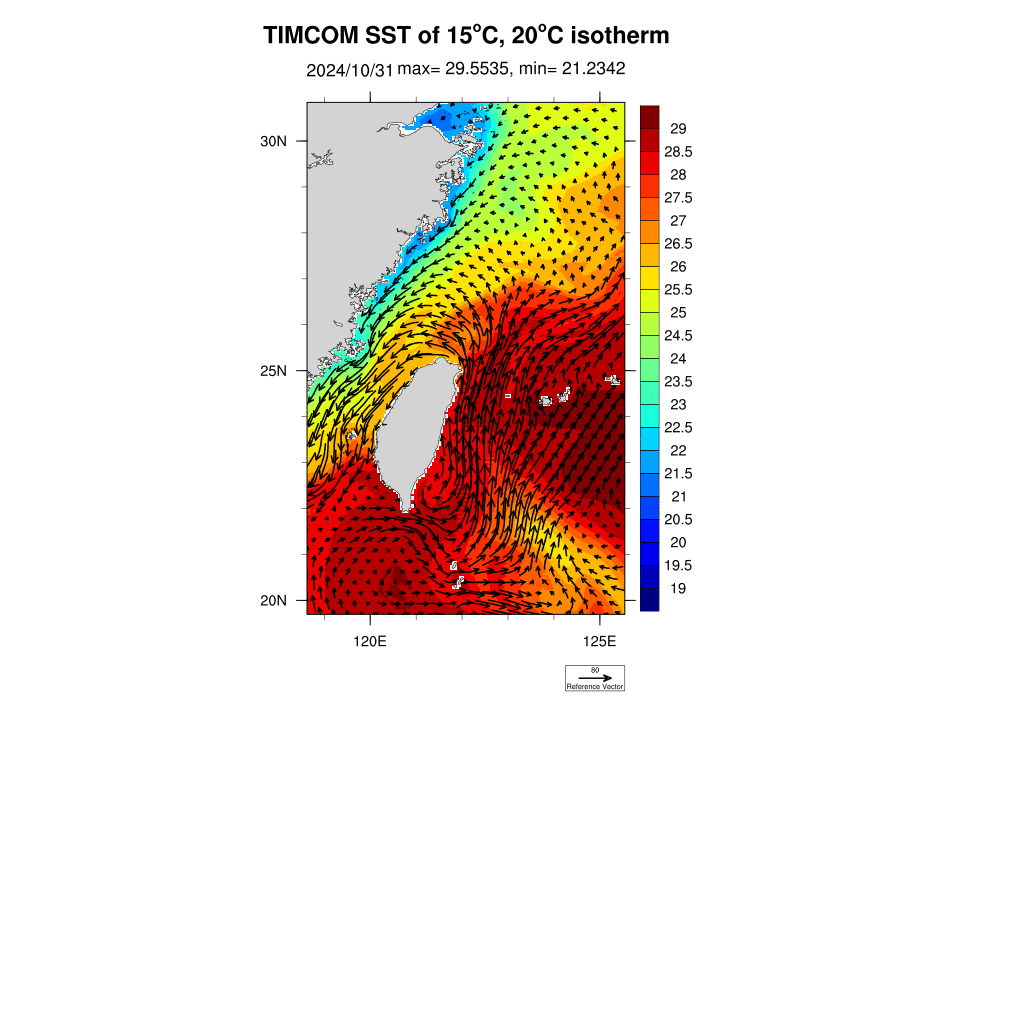 TIMCOM SST of 15°C, 20°C isotherm
2024/10/31 max= 29.5535, min= 21.2342
30N
25N
20N
120E
125E
29
28.5
28
27.5
27
26.5
26
25.5
25
24.5
24
23.5
23
22.5
22
21.5
21
20.5
20
19.5
19
80
Reference Vector